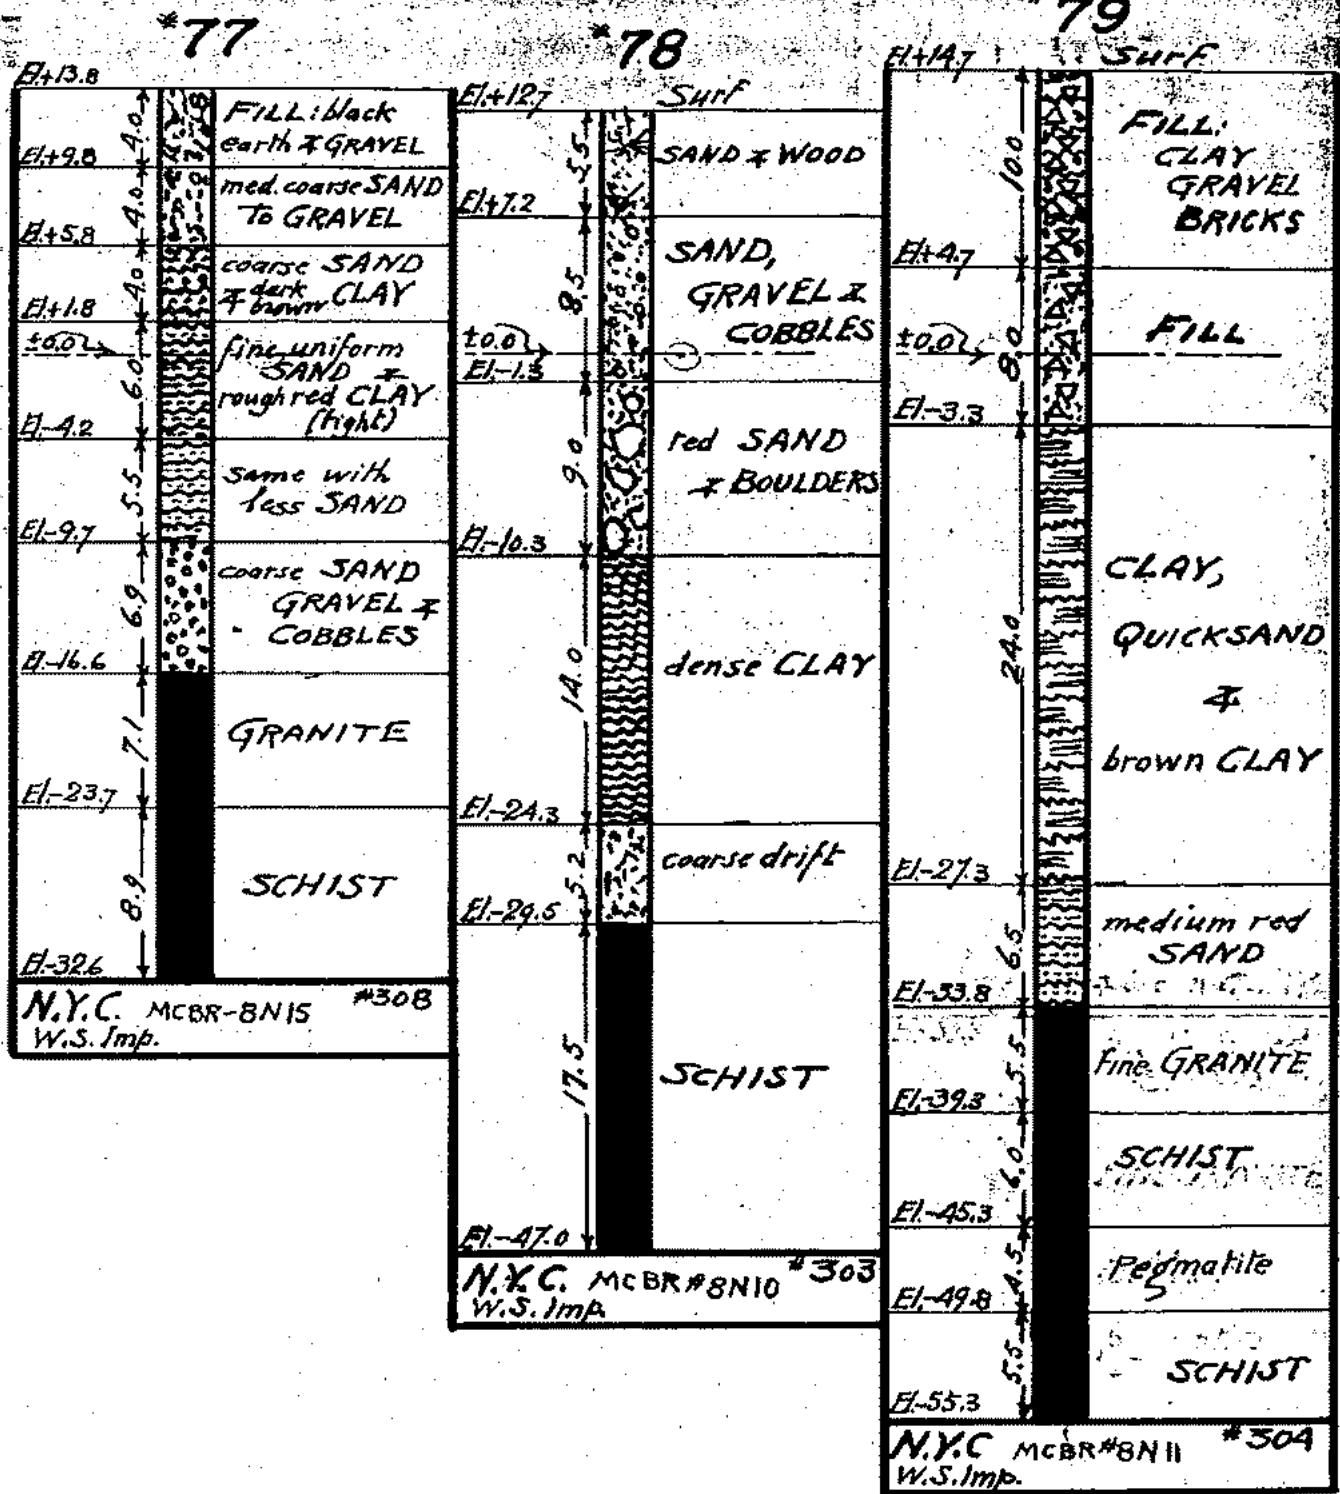 #77
El.+13.8
4.0
FILL: black
earth & GRAVEL
El.+9.8
4.0
med. coarse SAND
To GRAVEL
El.+5.8
4.0
coarse SAND
& dark brown CLAY
El.+1.8
±0.0
6.0
fine uniform
SAND &
rough red CLAY
(tight)
El.-4.2
5.5
same with
less SAND
El.-9.7
6.9
coarse SAND
GRAVEL &
COBBLES
El.-16.6
7.1
GRANITE
El.-23.7
8.9
SCHIST
El.-32.6
N.Y.C. MCBR-8N15 #308
W.S. Imp.
#78
El.+12.7 Surf
5.5
SAND & WOOD
El.+7.2
8.5
SAND,
GRAVEL &
COBBLES
±0.0
El.-1.3
9.0
red SAND
& BOULDERS
El.-10.3
14.0
dense CLAY
El.-24.3
5.2
coarse drift
El.-29.5
17.5
SCHIST
El.-47.0
N.Y.C. MCBR#8N10 #303
W.S. Imp.
#79
El.+14.7 Surf
10.0
FILL:
CLAY
GRAVEL
BRICKS
El.+4.7
8.0
FILL
±0.0
El.-3.3
24.0
CLAY,
QUICKSAND
&
brown CLAY
El.-27.3
6.5
medium red
SAND
El.-33.8
5.5
fine GRANITE
El.-39.3
6.0
SCHIST
El.-45.3
4.5
Pegmatite
El.-49.8
5.5
SCHIST
El.-55.3
N.Y.C MCBR#8N11 #304
W.S. Imp.